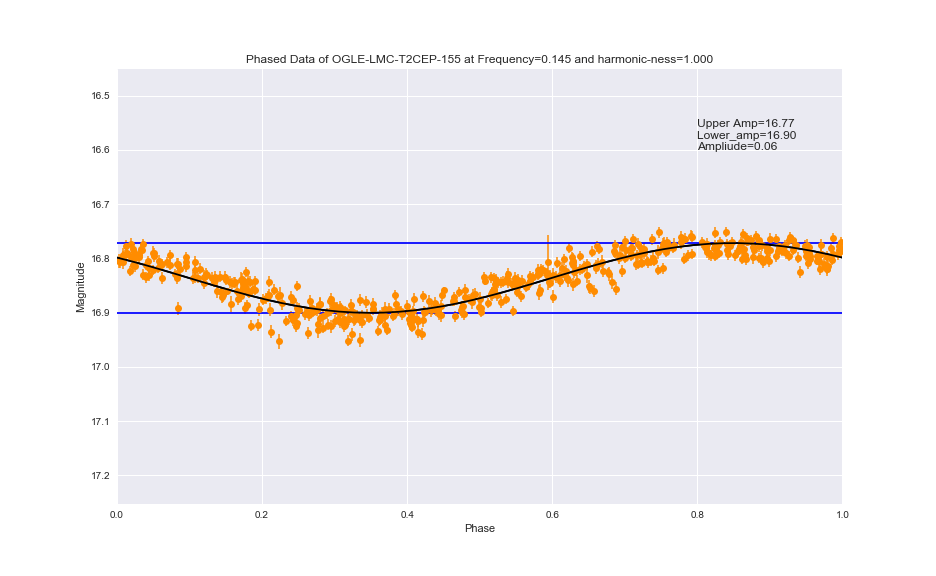 Phased Data of OGLE-LMC-T2CEP-155 at Frequency=0.145 and harmonic-ness=1.000
16.5
16.6
16.7
16.8
16.9
17.0
17.1
17.2
Magnitude
Upper Amp=16.77
Lower_amp=16.90
Ampliude=0.06
0.0 0.2 0.4 0.6 0.8 1.0
Phase